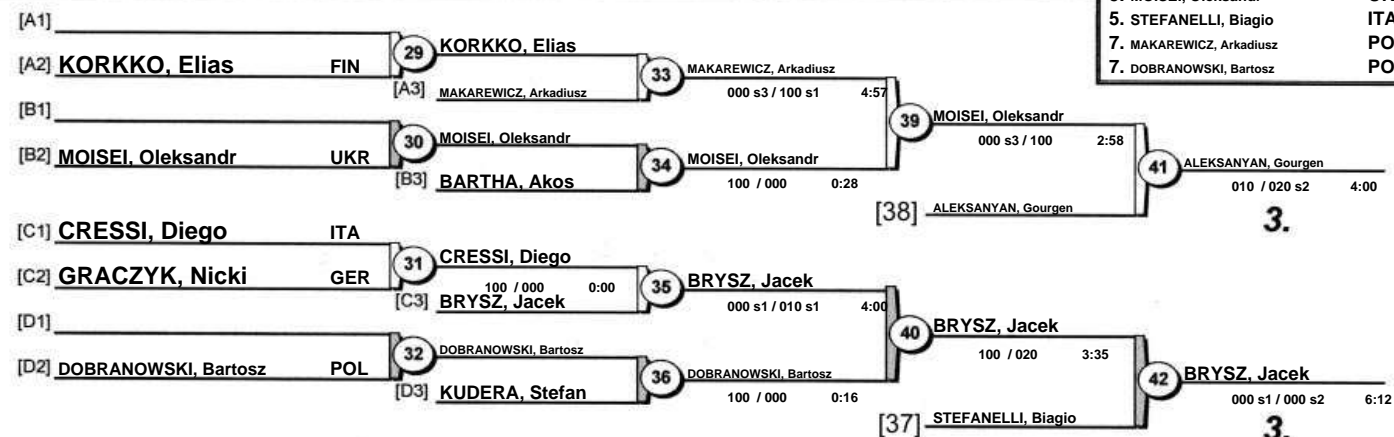 5. STEFANELLI, Biagio ITA
7. MAKAREWICZ, Arkadiusz PO
7. DOBRANOWSKI, Bartosz PO
[A1]
[A2] KORKKO, Elias FIN
29 KORKKO, Elias
[A3] MAKAREWICZ, Arkadiusz
33 MAKAREWICZ, Arkadiusz
000 s3 / 100 s1 4:57
[B1]
[B2] MOISEI, Oleksandr UKR
30 MOISEI, Oleksandr
[B3] BARTHA, Akos
34 MOISEI, Oleksandr
100 / 000 0:28
39 MOISEI, Oleksandr
000 s3 / 100 2:58
[38] ALEKSANYAN, Gourgen
41 ALEKSANYAN, Gourgen
010 / 020 s2 4:00
3.
[C1] CRESSI, Diego ITA
[C2] GRACZYK, Nicki GER
31 CRESSI, Diego
100 / 000 0:00
[C3] BRYSZ, Jacek
35 BRYSZ, Jacek
000 s1 / 010 s1 4:00
[D1]
[D2] DOBRANOWSKI, Bartosz POL
32 DOBRANOWSKI, Bartosz
[D3] KUDERA, Stefan
36 DOBRANOWSKI, Bartosz
100 / 000 0:16
40 BRYSZ, Jacek
100 / 020 3:35
[37] STEFANELLI, Biagio
42 BRYSZ, Jacek
000 s1 / 000 s2 6:12
3.